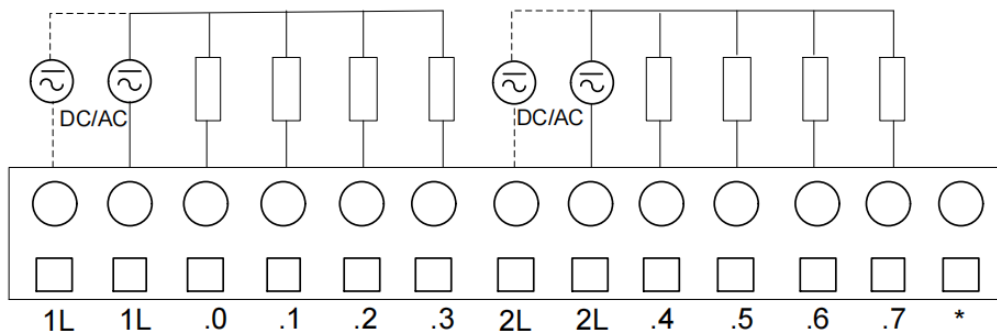 DC/AC DC/AC
1L 1L .0 .1 .2 .3 2L 2L .4 .5 .6 .7 *